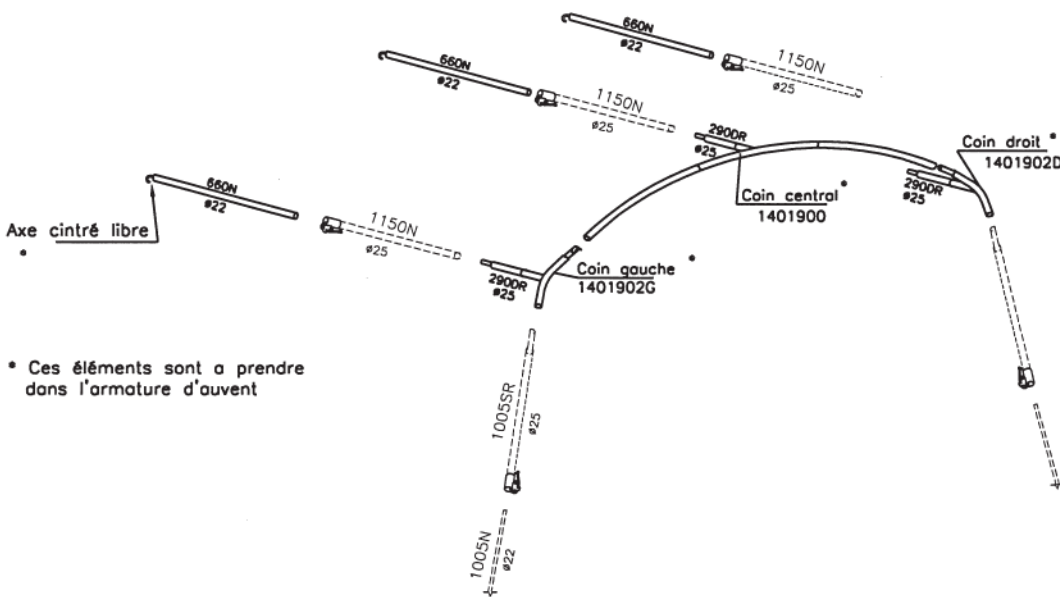 660N
ø22
1150N
ø25
660N
ø22
1150N
ø25
290DR
ø25
Coin droit *
1401902D
290DR
ø25
Coin central *
1401900
660N
ø22
Axe cintré libre
*
1150N
ø25
290DR
ø25
Coin gauche *
1401902G
* Ces éléments sont a prendre
dans l'armature d'auvent
1005SR
ø25
1005N
ø22